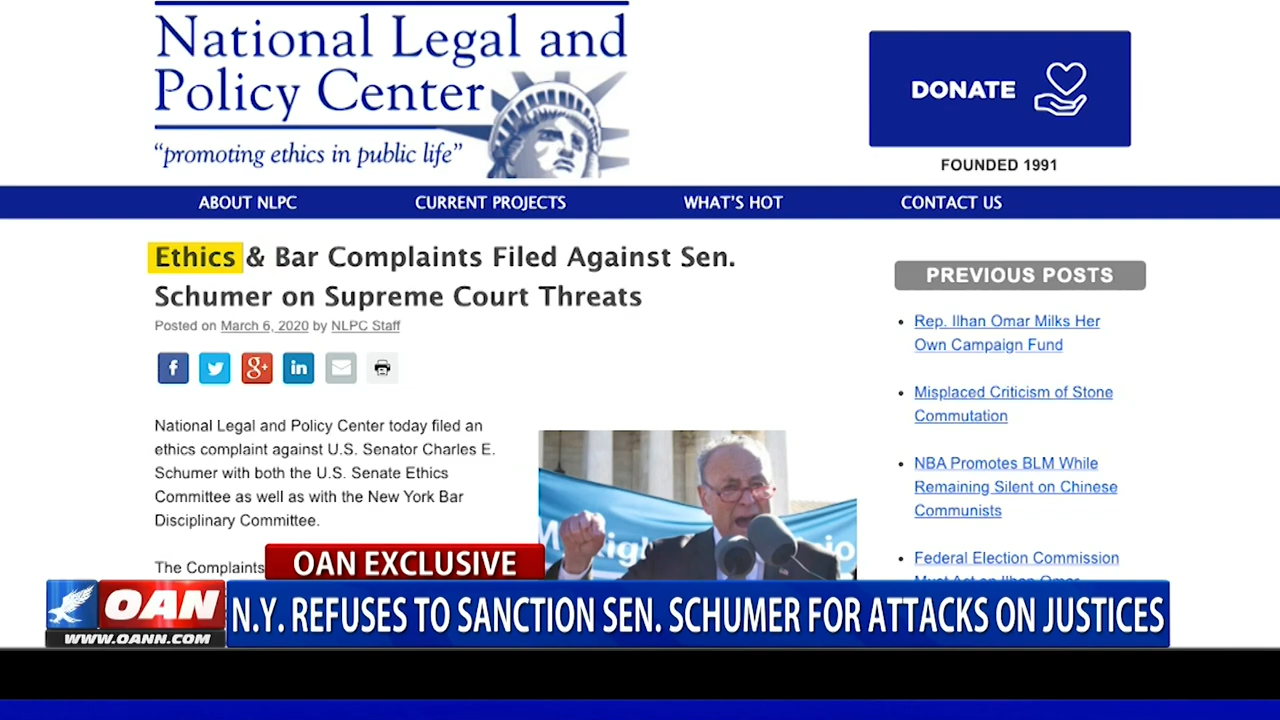 National Legal and
Policy Center
“promoting ethics in public life”
DONATE
FOUNDED 1991
ABOUT NLPC
CURRENT PROJECTS
WHAT'S HOT
CONTACT US
Ethics & Bar Complaints Filed Against Sen.
Schumer on Supreme Court Threats
Posted on March 6, 2020 by NLPC Staff
National Legal and Policy Center today filed an
ethics complaint against U.S. Senator Charles E.
Schumer with both the U.S. Senate Ethics
Committee as well as with the New York Bar
Disciplinary Committee.
The Complaints
PREVIOUS POSTS
Rep. Ilhan Omar Milks Her
Own Campaign Fund
Misplaced Criticism of Stone
Commutation
NBA Promotes BLM While
Remaining Silent on Chinese
Communists
Federal Election Commission
Must Act on Ilhan Omar
OAN EXCLUSIVE
OAN
WWW.OANN.COM
N.Y. REFUSES TO SANCTION SEN. SCHUMER FOR ATTACKS ON JUSTICES